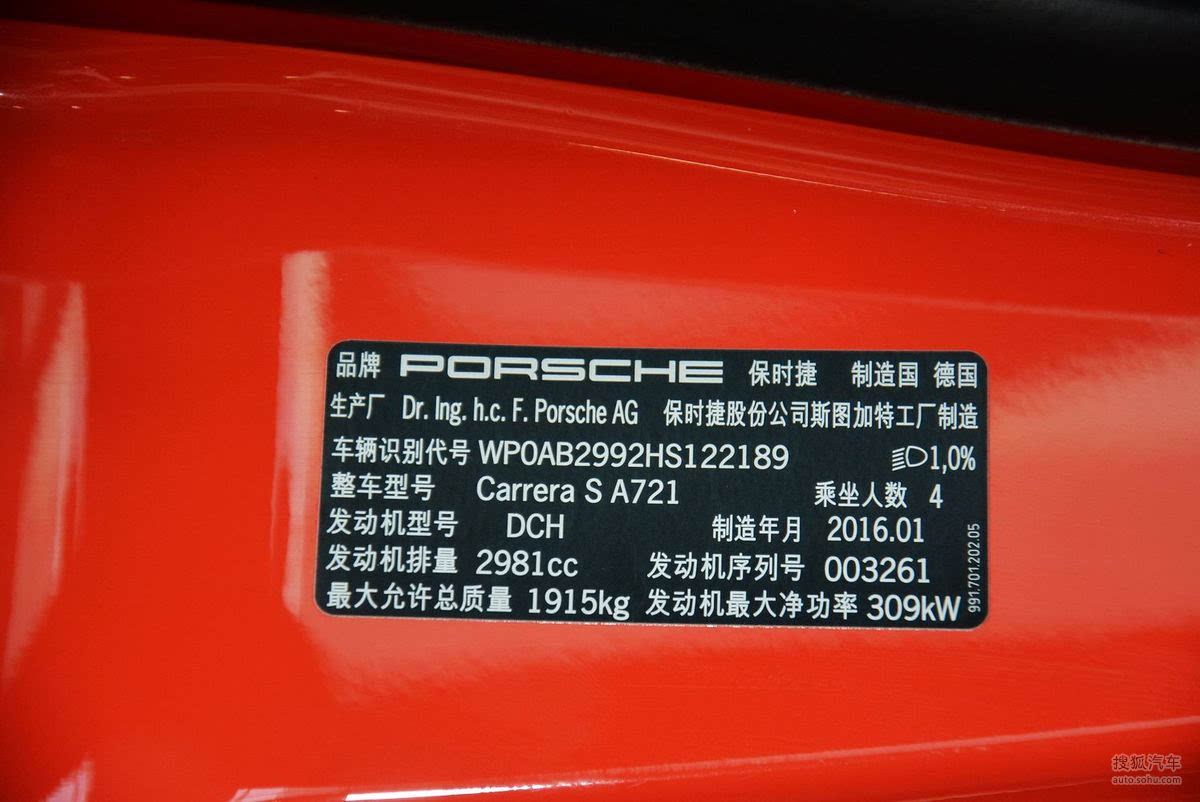 品牌 PORSCHE 保时捷 制造国 德国
生产厂 Dr. Ing. h.c. F. Porsche AG 保时捷股份公司斯图加特工厂制造
车辆识别代号 WP0AB2992HS122189 1,0%
整车型号 Carrera S A721 乘坐人数 4
发动机型号 DCH 制造年月 2016.01
发动机排量 2981cc 发动机序列号 003261
最大允许总质量 1915kg 发动机最大净功率 309kW
991.701.202.05
搜狐汽车
auto.sohu.com